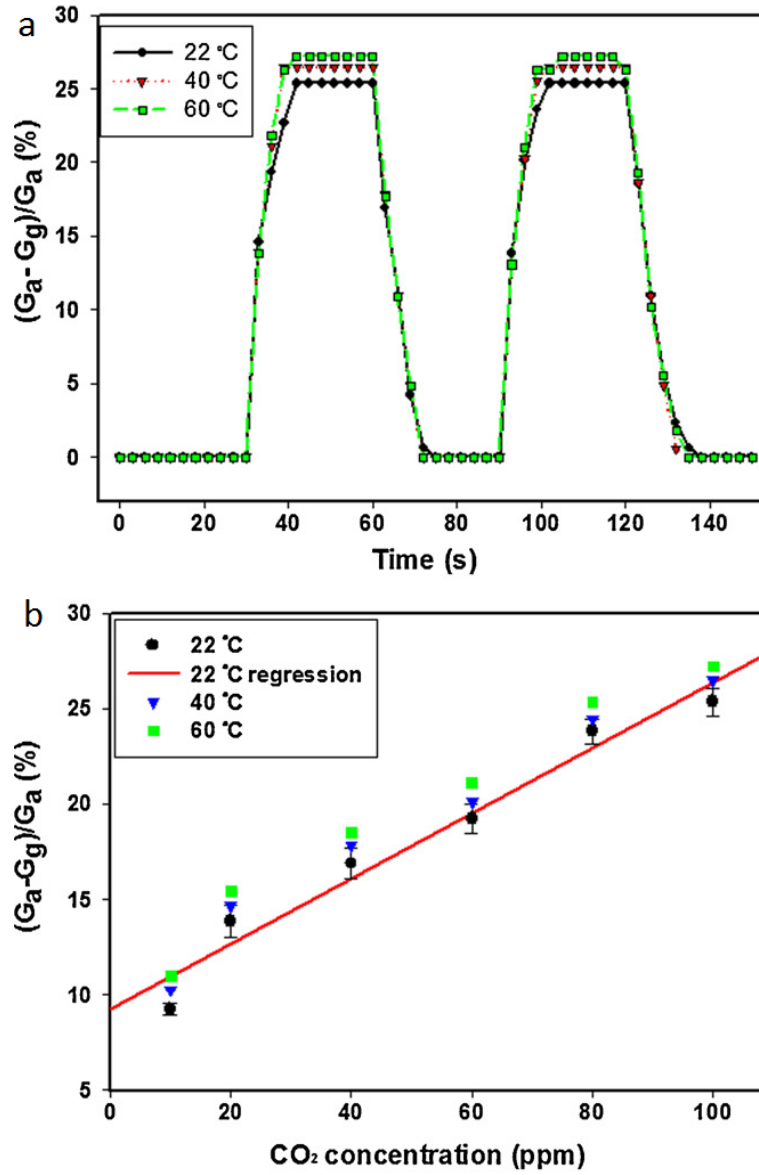 a
30
25
20
15
10
5
0
(Ga- Gg)/Ga (%)
22 °C
40 °C
60 °C
0 20 40 60 80 100 120 140
Time (s)
b
30
25
20
15
10
5
(Ga-Gg)/Ga (%)
22 °C
22 °C regression
40 °C
60 °C
0 20 40 60 80 100
CO₂ concentration (ppm)